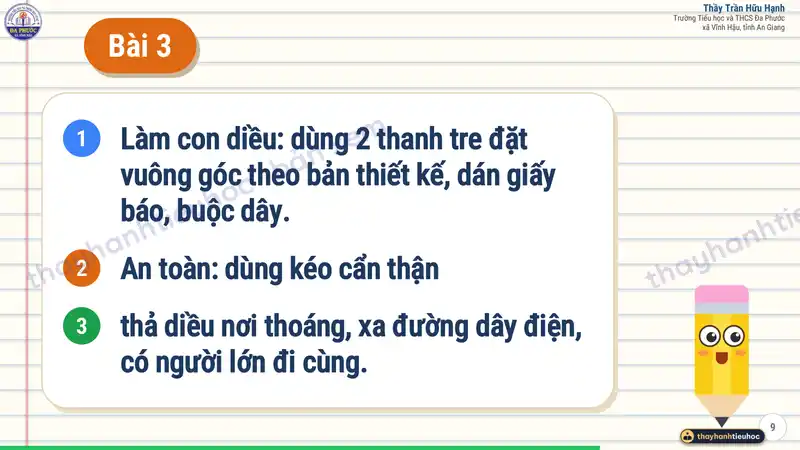 Thầy Trần Hữu Hạnh
Trường Tiểu học và THCS Đa Phước
xã Vĩnh Hậu, tỉnh An Giang
ĐA PHƯỚC
Bài 3
1
Làm con diều: dùng 2 thanh tre đặt
vuông góc theo bản thiết kế, dán giấy
báo, buộc dây.
2
An toàn: dùng kéo cẩn thận
3
thả diều nơi thoáng, xa đường dây điện,
có người lớn đi cùng.
thayhanhtieuhoc
9